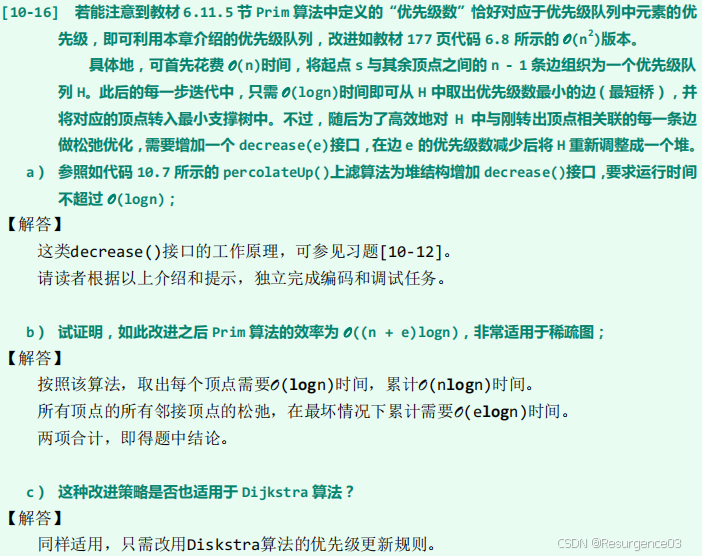 [10-16] 若能注意到教材 6.11.5 节 Prim 算法中定义的“优先级数”恰好对应于优先级队列中元素的优
先级，即可利用本章介绍的优先级队列，改进如教材 177 页代码 6.8 所示的 O(n²)版本。
具体地，可首先花费 O(n)时间，将起点 s 与其余顶点之间的 n - 1 条边组织为一个优先级队
列 H。此后的每一步迭代中，只需 O(logn)时间即可从 H 中取出优先级数最小的边（最短桥），并
将对应的顶点转入最小支撑树中。不过，随后为了高效地对 H 中与刚转出顶点相关联的每一条边
做松弛优化，需要增加一个 decrease(e)接口，在边 e 的优先级数减少后将 H 重新调整成一个堆。
a） 参照如代码 10.7 所示的 percolateUp()上滤算法为堆结构增加 decrease()接口，要求运行时间
不超过 O(logn)；
【解答】
这类decrease()接口的工作原理，可参见习题[10-12]。
请读者根据以上介绍和提示，独立完成编码和调试任务。
b） 试证明，如此改进之后 Prim 算法的效率为 O((n + e)logn)，非常适用于稀疏图；
【解答】
按照该算法，取出每个顶点需要O(logn)时间，累计O(nlogn)时间。
所有顶点的所有邻接顶点的松弛，在最坏情况下累计需要O(elogn)时间。
两项合计，即得题中结论。
c） 这种改进策略是否也适用于 Dijkstra 算法？
【解答】
同样适用，只需改用Diskstra算法的优先级更新规则。
CSDN @Resurgence03